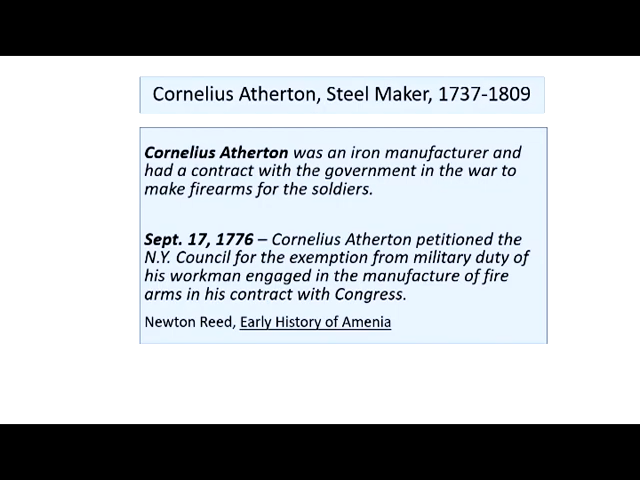 Cornelius Atherton, Steel Maker, 1737-1809
Cornelius Atherton was an iron manufacturer and
had a contract with the government in the war to
make firearms for the soldiers.
Sept. 17, 1776 – Cornelius Atherton petitioned the
N.Y. Council for the exemption from military duty of
his workman engaged in the manufacture of fire
arms in his contract with Congress.
Newton Reed, Early History of Amenia